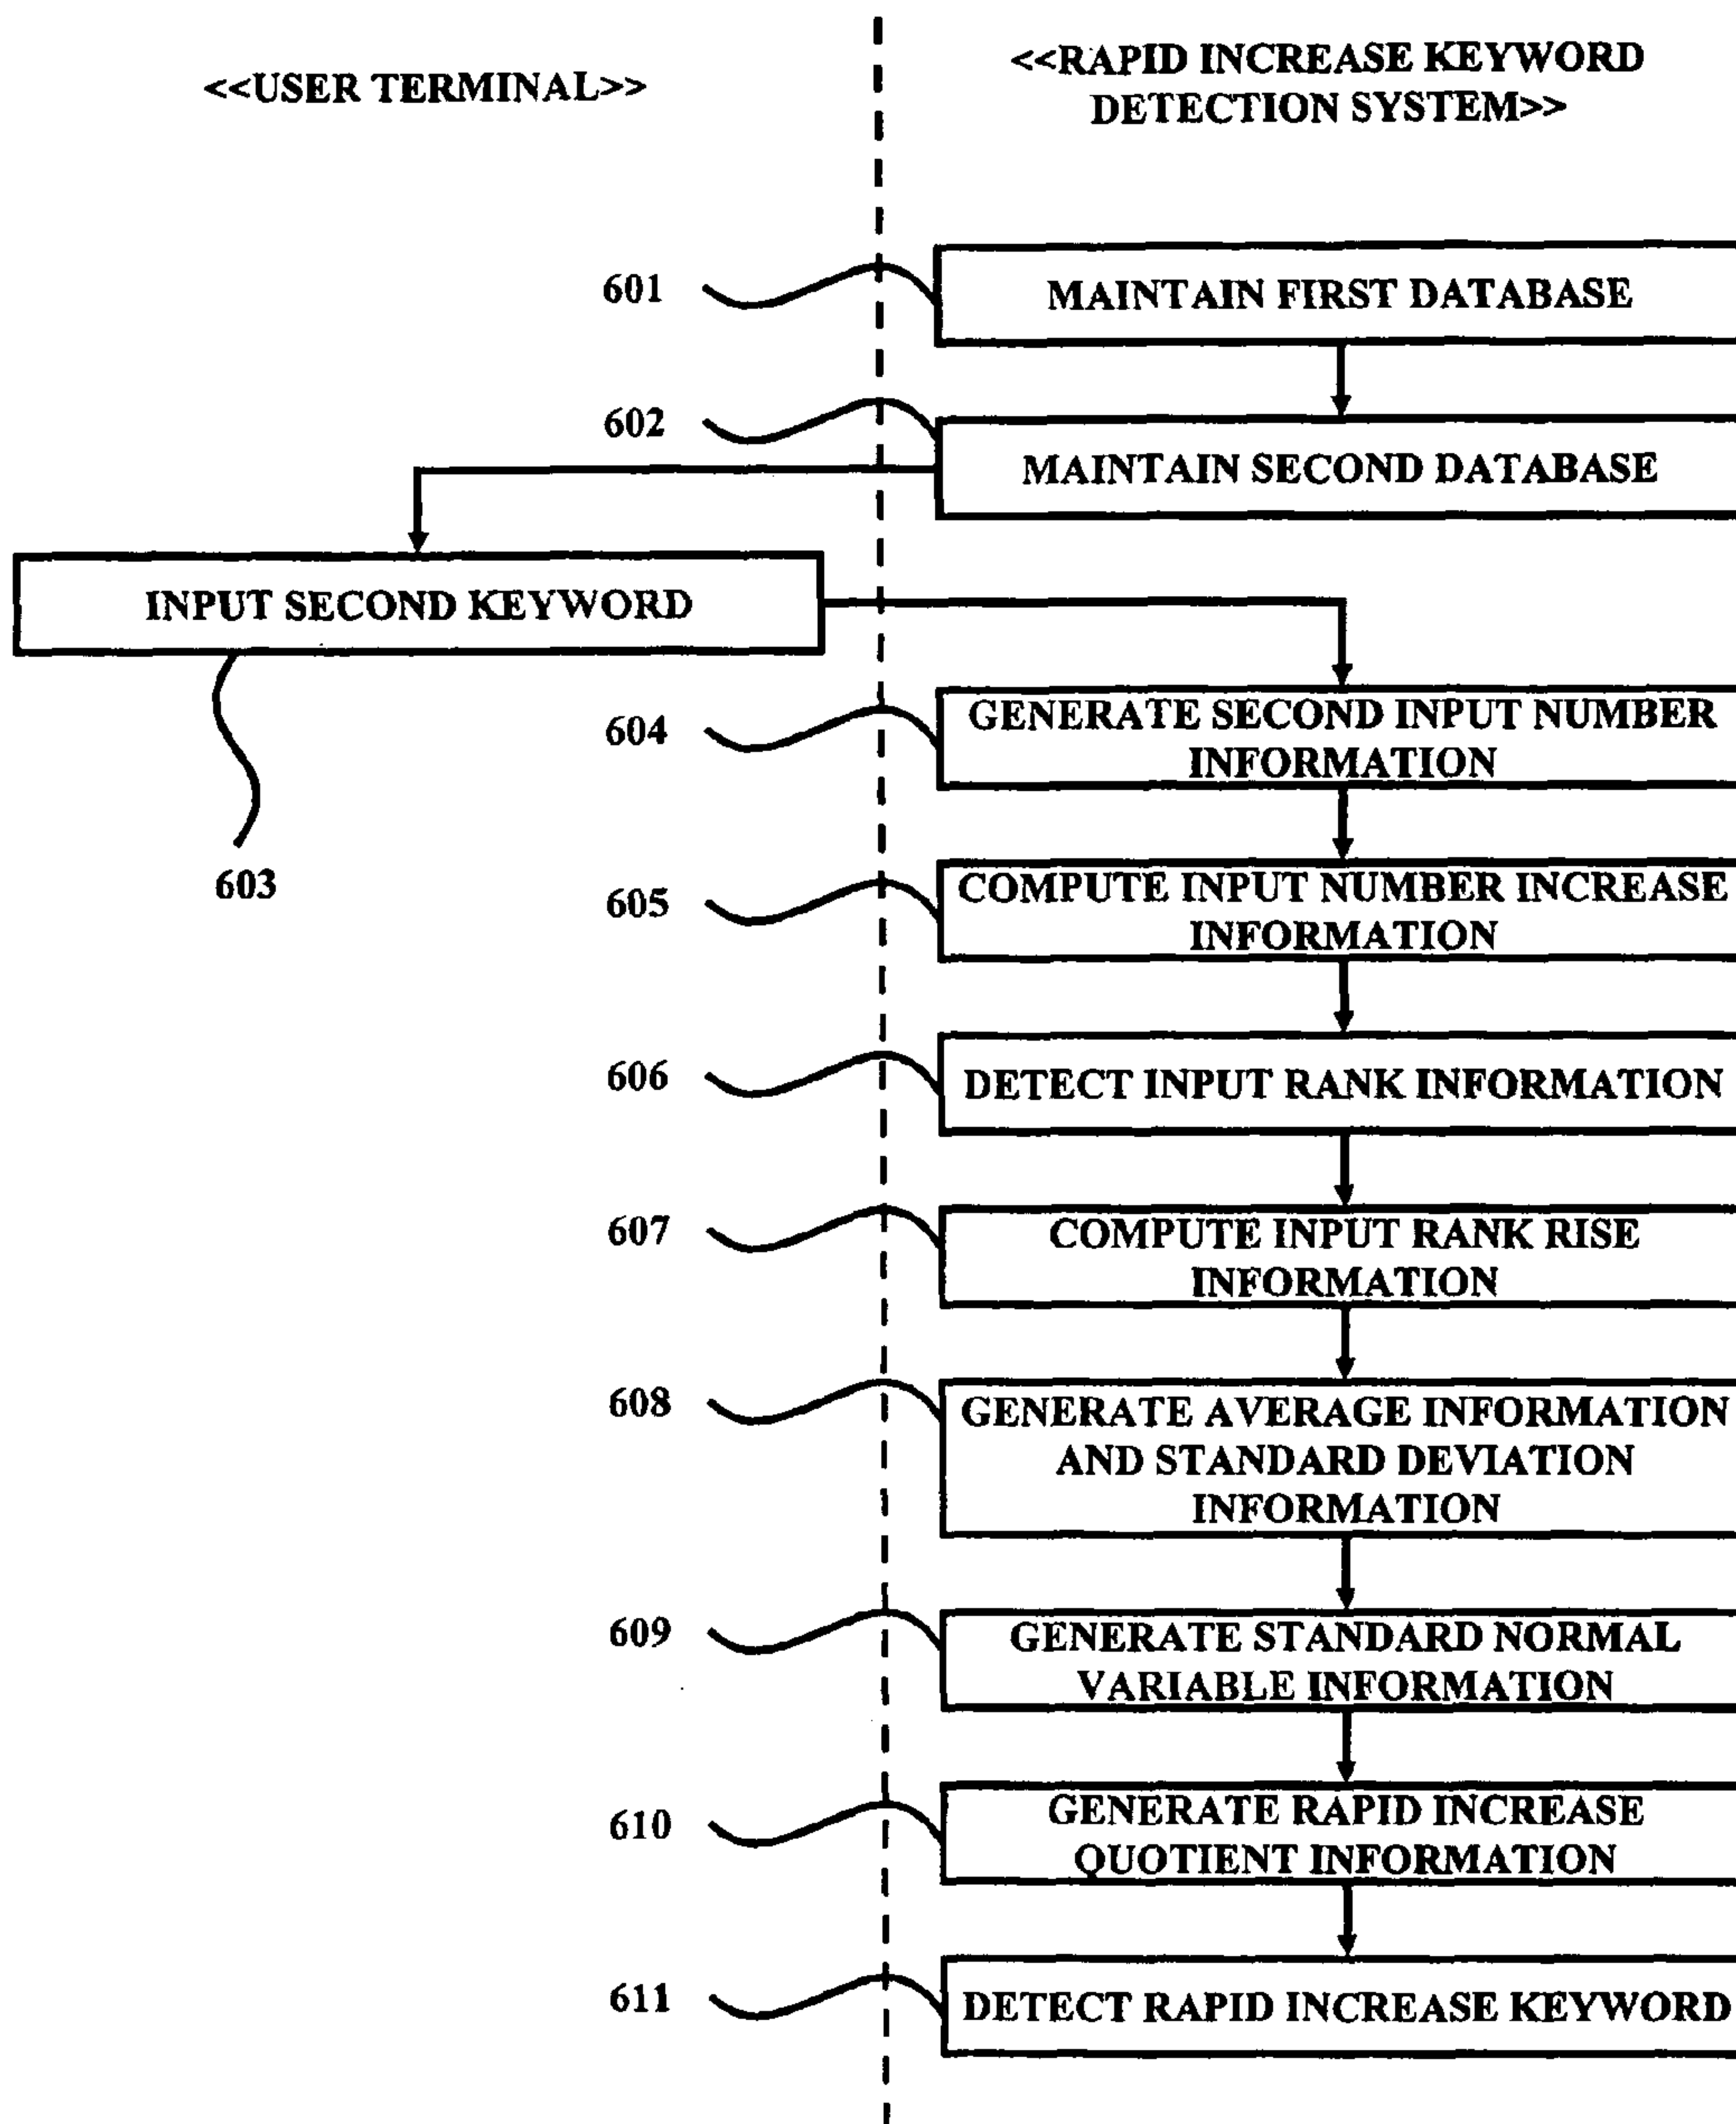 <<USER TERMINAL>>
<<RAPID INCREASE KEYWORD
DETECTION SYSTEM>>
601
MAINTAIN FIRST DATABASE
602
MAINTAIN SECOND DATABASE
INPUT SECOND KEYWORD
603
604
GENERATE SECOND INPUT NUMBER
INFORMATION
605
COMPUTE INPUT NUMBER INCREASE
INFORMATION
606
DETECT INPUT RANK INFORMATION
607
COMPUTE INPUT RANK RISE
INFORMATION
608
GENERATE AVERAGE INFORMATION
AND STANDARD DEVIATION
INFORMATION
609
GENERATE STANDARD NORMAL
VARIABLE INFORMATION
610
GENERATE RAPID INCREASE
QUOTIENT INFORMATION
611
DETECT RAPID INCREASE KEYWORD